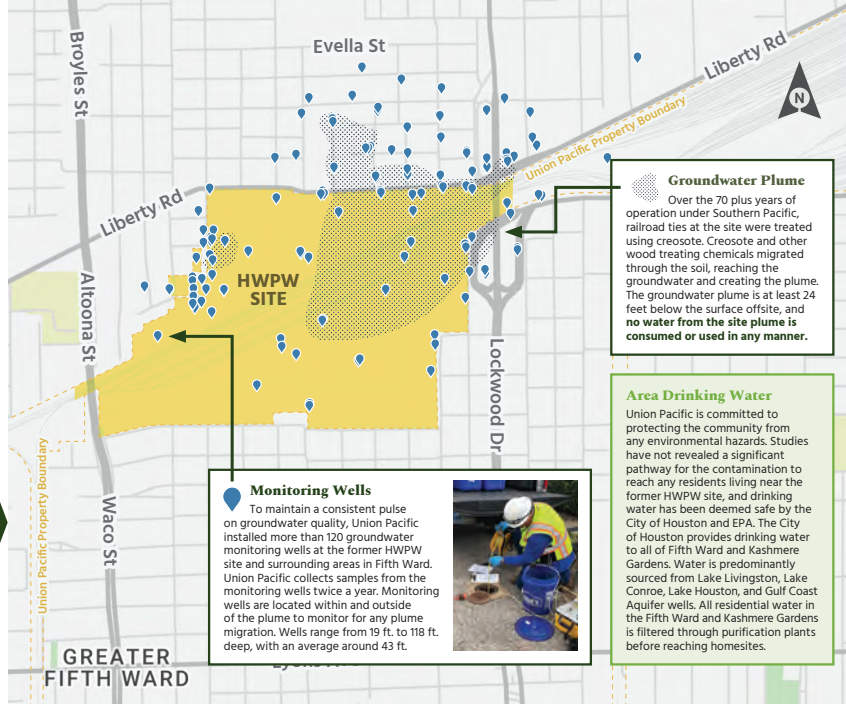 Evella St
Broyles St
Liberty Rd
N
Union Pacific Property Boundary
Liberty Rd
HWPW
SITE
Altoona St
Lockwood Dr
Waco St
Union Pacific Property Boundary
GREATER
FIFTH WARD
Groundwater Plume
Over the 70 plus years of
operation under Southern Pacific,
railroad ties at the site were treated
using creosote. Creosote and other
wood treating chemicals migrated
through the soil, reaching the
groundwater and creating the plume.
The groundwater plume is at least 24
feet below the surface offsite, and
no water from the site plume is
consumed or used in any manner.
Area Drinking Water
Union Pacific is committed to
protecting the community from
any environmental hazards. Studies
have not revealed a significant
pathway for the contamination to
reach any residents living near the
former HWPW site, and drinking
water has been deemed safe by the
City of Houston and EPA. The City
of Houston provides drinking water
to all of Fifth Ward and Kashmere
Gardens. Water is predominantly
sourced from Lake Livingston, Lake
Conroe, Lake Houston, and Gulf Coast
Aquifer wells. All residential water in
the Fifth Ward and Kashmere Gardens
is filtered through purification plants
before reaching homesites.
Monitoring Wells
To maintain a consistent pulse
on groundwater quality, Union Pacific
installed more than 120 groundwater
monitoring wells at the former HWPW
site and surrounding areas in Fifth Ward.
Union Pacific collects samples from the
monitoring wells twice a year. Monitoring
wells are located within and outside
of the plume to monitor for any plume
migration. Wells range from 19 ft. to 118 ft.
deep, with an average around 43 ft.